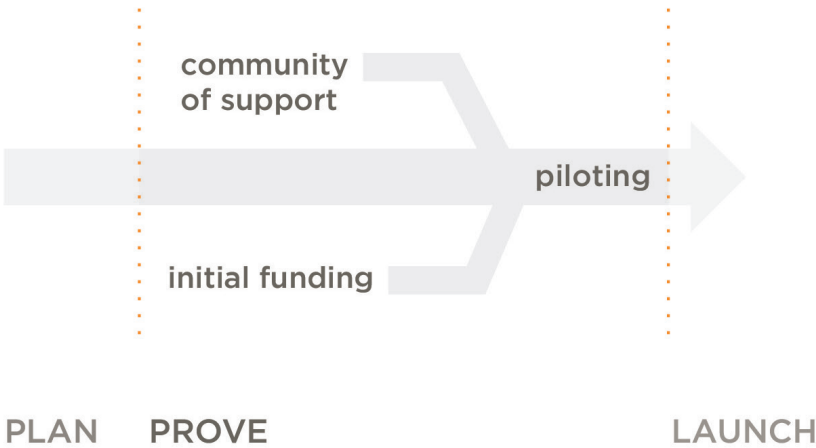 community
of support
piloting
initial funding
PLAN
PROVE
LAUNCH